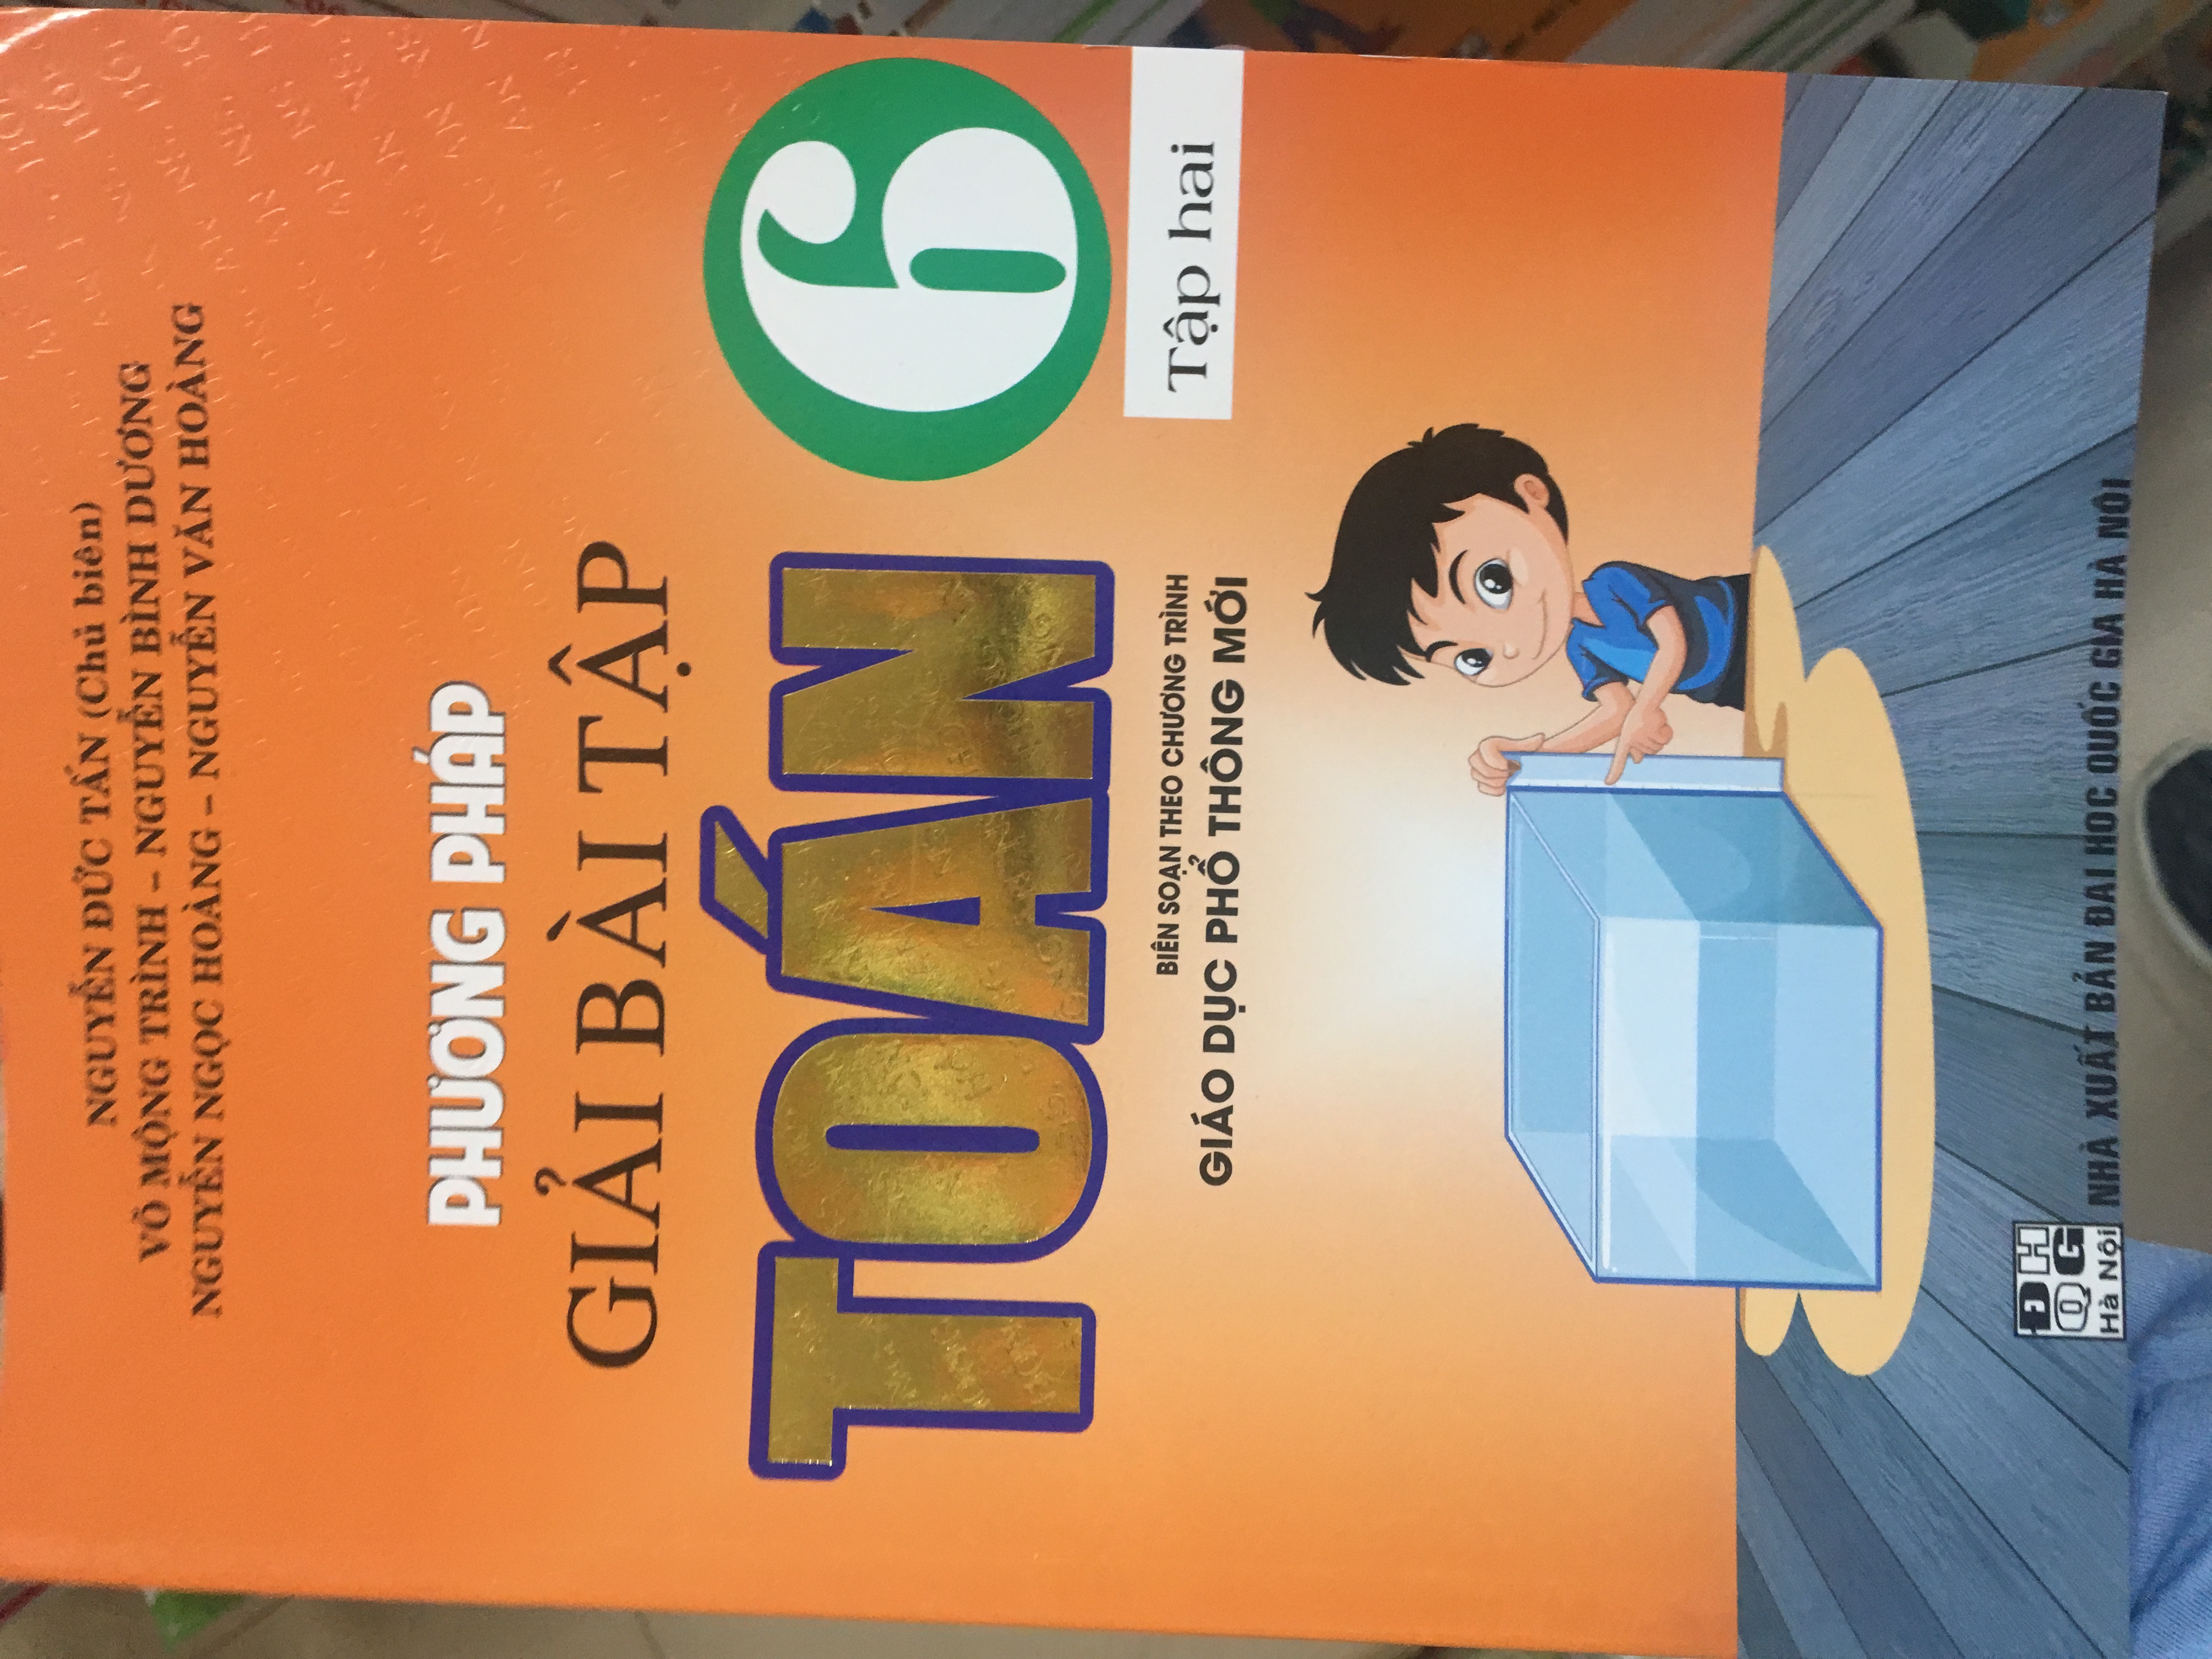 NGUYỄN ĐỨC TẤN (Chủ biên)
VÕ MỘNG TRÌNH – NGUYỄN BÌNH DƯƠNG
NGUYỄN NGỌC HOÀNG – NGUYỄN VĂN HOÀNG
PHƯƠNG PHÁP
GIẢI BÀI TẬP
TOÁN 6
BIÊN SOẠN THEO CHƯƠNG TRÌNH
GIÁO DỤC PHỔ THÔNG MỚI
Tập hai
ĐH
QG
Hà Nội
NHÀ XUẤT BẢN ĐẠI HỌC QUỐC GIA HÀ NỘI